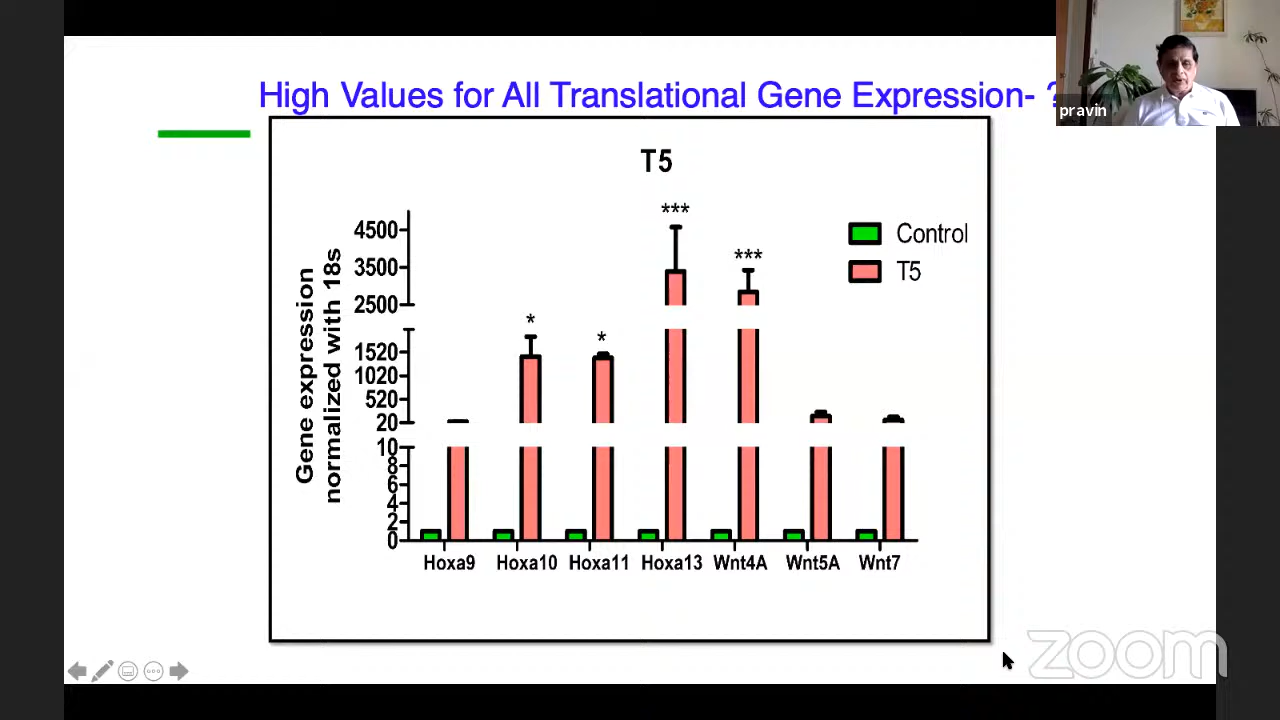 High Values for All Translational Gene Expression- ?
pravin
T5
Gene expression
normalized with 18s
4500
3500
2500
1520
1020
520
20
10
8
6
4
2
0
***
***
*
*
Control
T5
Hoxa9 Hoxa10 Hoxa11 Hoxa13 Wnt4A Wnt5A Wnt7
zoom